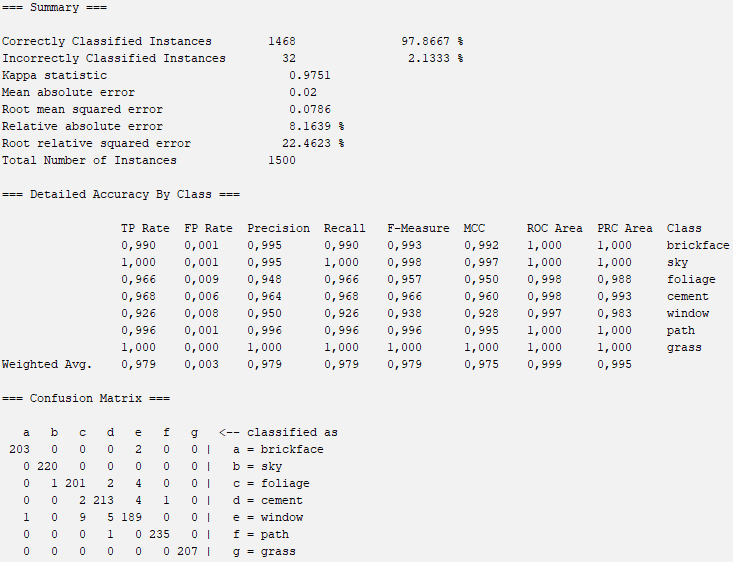 === Summary ===
Correctly Classified Instances 1468 97.8667 %
Incorrectly Classified Instances 32 2.1333 %
Kappa statistic 0.9751
Mean absolute error 0.02
Root mean squared error 0.0786
Relative absolute error 8.1639 %
Root relative squared error 22.4623 %
Total Number of Instances 1500
=== Detailed Accuracy By Class ===
TP Rate FP Rate Precision Recall F-Measure MCC ROC Area PRC Area Class
0,990 0,001 0,995 0,990 0,993 0,992 1,000 1,000 brickface
1,000 0,001 0,995 1,000 0,998 0,997 1,000 1,000 sky
0,966 0,009 0,948 0,966 0,957 0,950 0,998 0,988 foliage
0,968 0,006 0,964 0,968 0,966 0,960 0,998 0,993 cement
0,926 0,008 0,950 0,926 0,938 0,928 0,997 0,983 window
0,996 0,001 0,996 0,996 0,996 0,995 1,000 1,000 path
1,000 0,000 1,000 1,000 1,000 1,000 1,000 1,000 grass
Weighted Avg. 0,979 0,003 0,979 0,979 0,979 0,975 0,999 0,995
=== Confusion Matrix ===
a b c d e f g <-- classified as
203 0 0 0 2 0 0 | a = brickface
0 220 0 0 0 0 0 | b = sky
0 1 201 2 4 0 0 | c = foliage
0 0 2 213 4 1 0 | d = cement
1 0 9 5 189 0 0 | e = window
0 0 0 1 0 235 0 | f = path
0 0 0 0 0 0 207 | g = grass